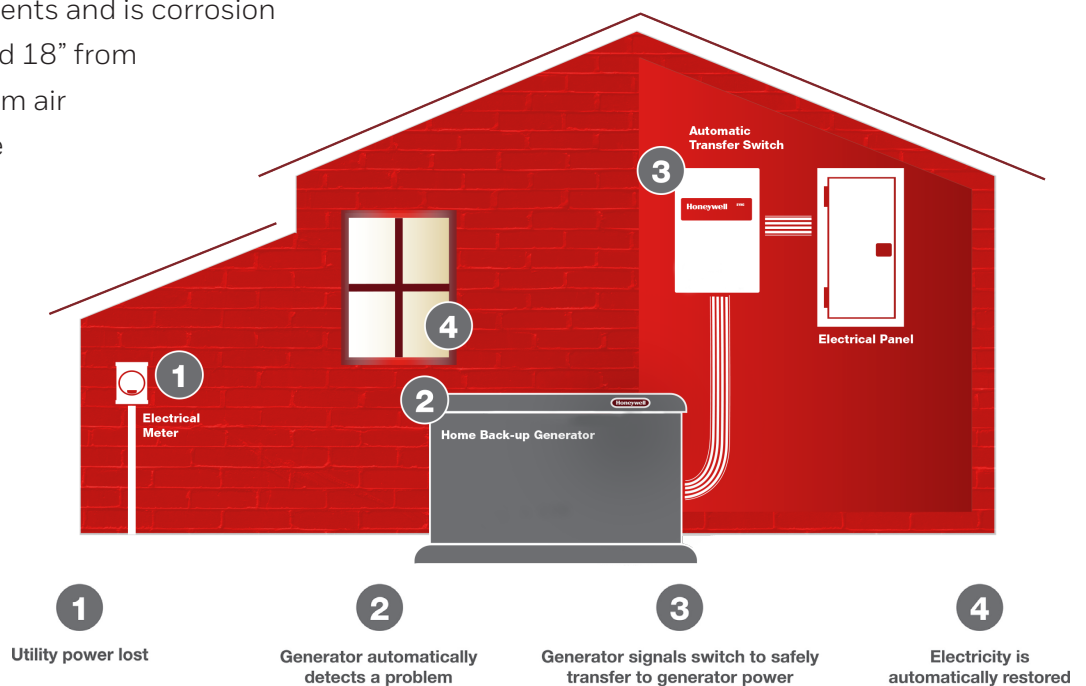 ents and is corrosion
d 18” from
m air
e
Automatic
Transfer Switch
3
Honeywell
4
Electrical Panel
1
2
Honeywell
Electrical
Meter
Home Back-up Generator
1
2
3
4
Utility power lost
Generator automatically
detects a problem
Generator signals switch to safely
transfer to generator power
Electricity is
automatically restored